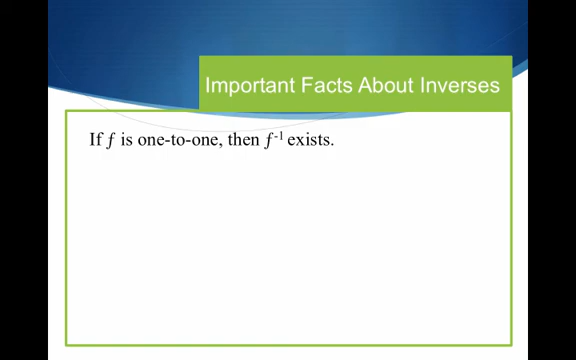 Important Facts About Inverses
If f is one-to-one, then f⁻¹ exists.